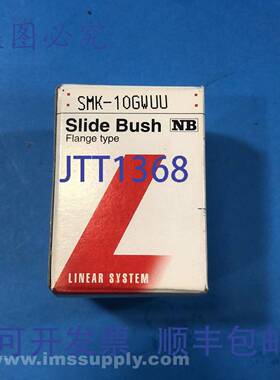 蓝图必究
SMK-10GWUU
Slide Bush NB
Flange type
JTT1368
LINEAR SYSTEM
可开发票 顺丰包邮
www.imssupply.com